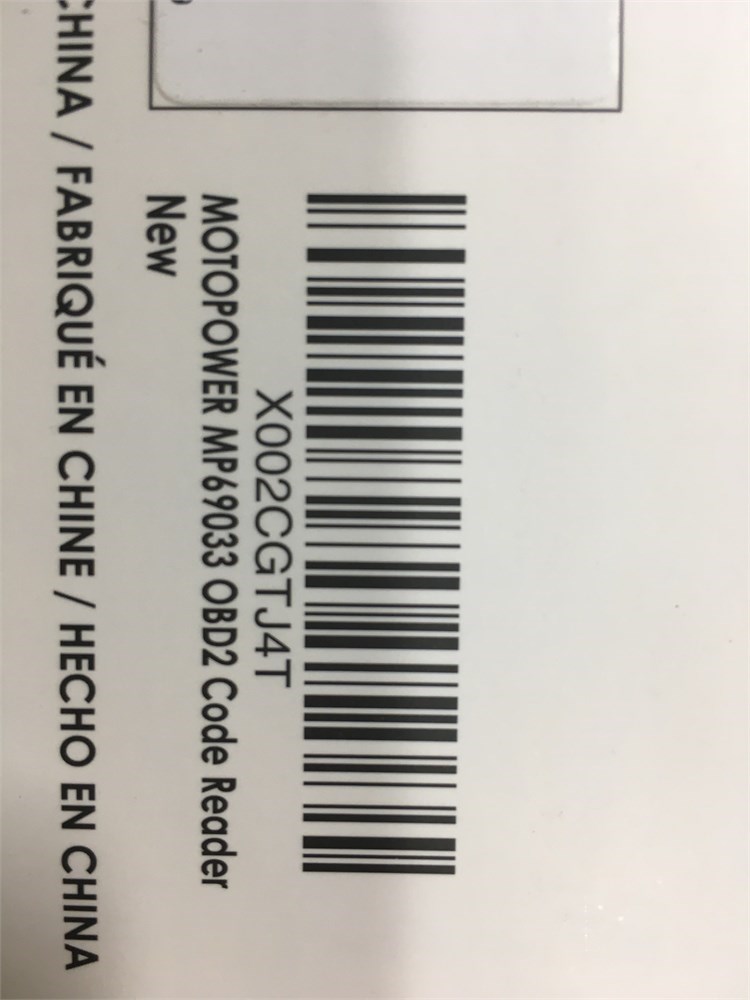 X002CGTJ4T
MOTOPOWER MP69033 OBD2 Code Reader
New
CHINA / FABRIQUÉ EN CHINE / HECHO EN CHINA